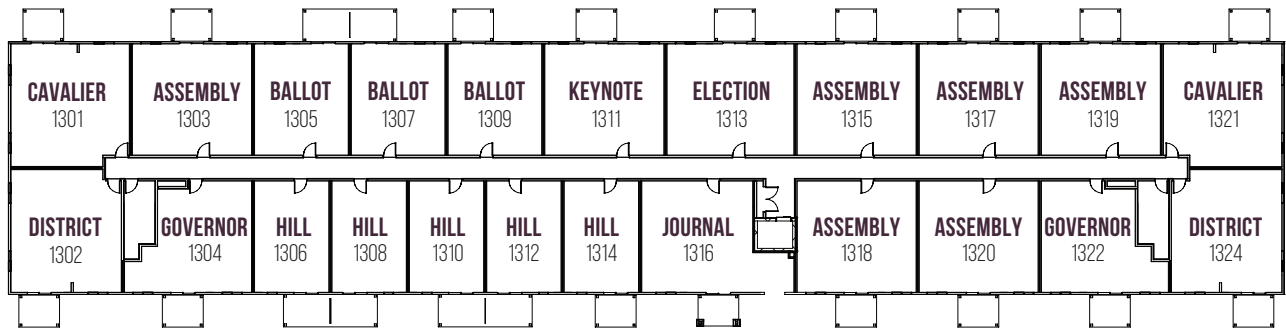 CAVALIER
1301
ASSEMBLY
1303
BALLOT
1305
BALLOT
1307
BALLOT
1309
KEYNOTE
1311
ELECTION
1313
ASSEMBLY
1315
ASSEMBLY
1317
ASSEMBLY
1319
CAVALIER
1321
DISTRICT
1302
GOVERNOR
1304
HILL
1306
HILL
1308
HILL
1310
HILL
1312
HILL
1314
JOURNAL
1316
ASSEMBLY
1318
ASSEMBLY
1320
GOVERNOR
1322
DISTRICT
1324